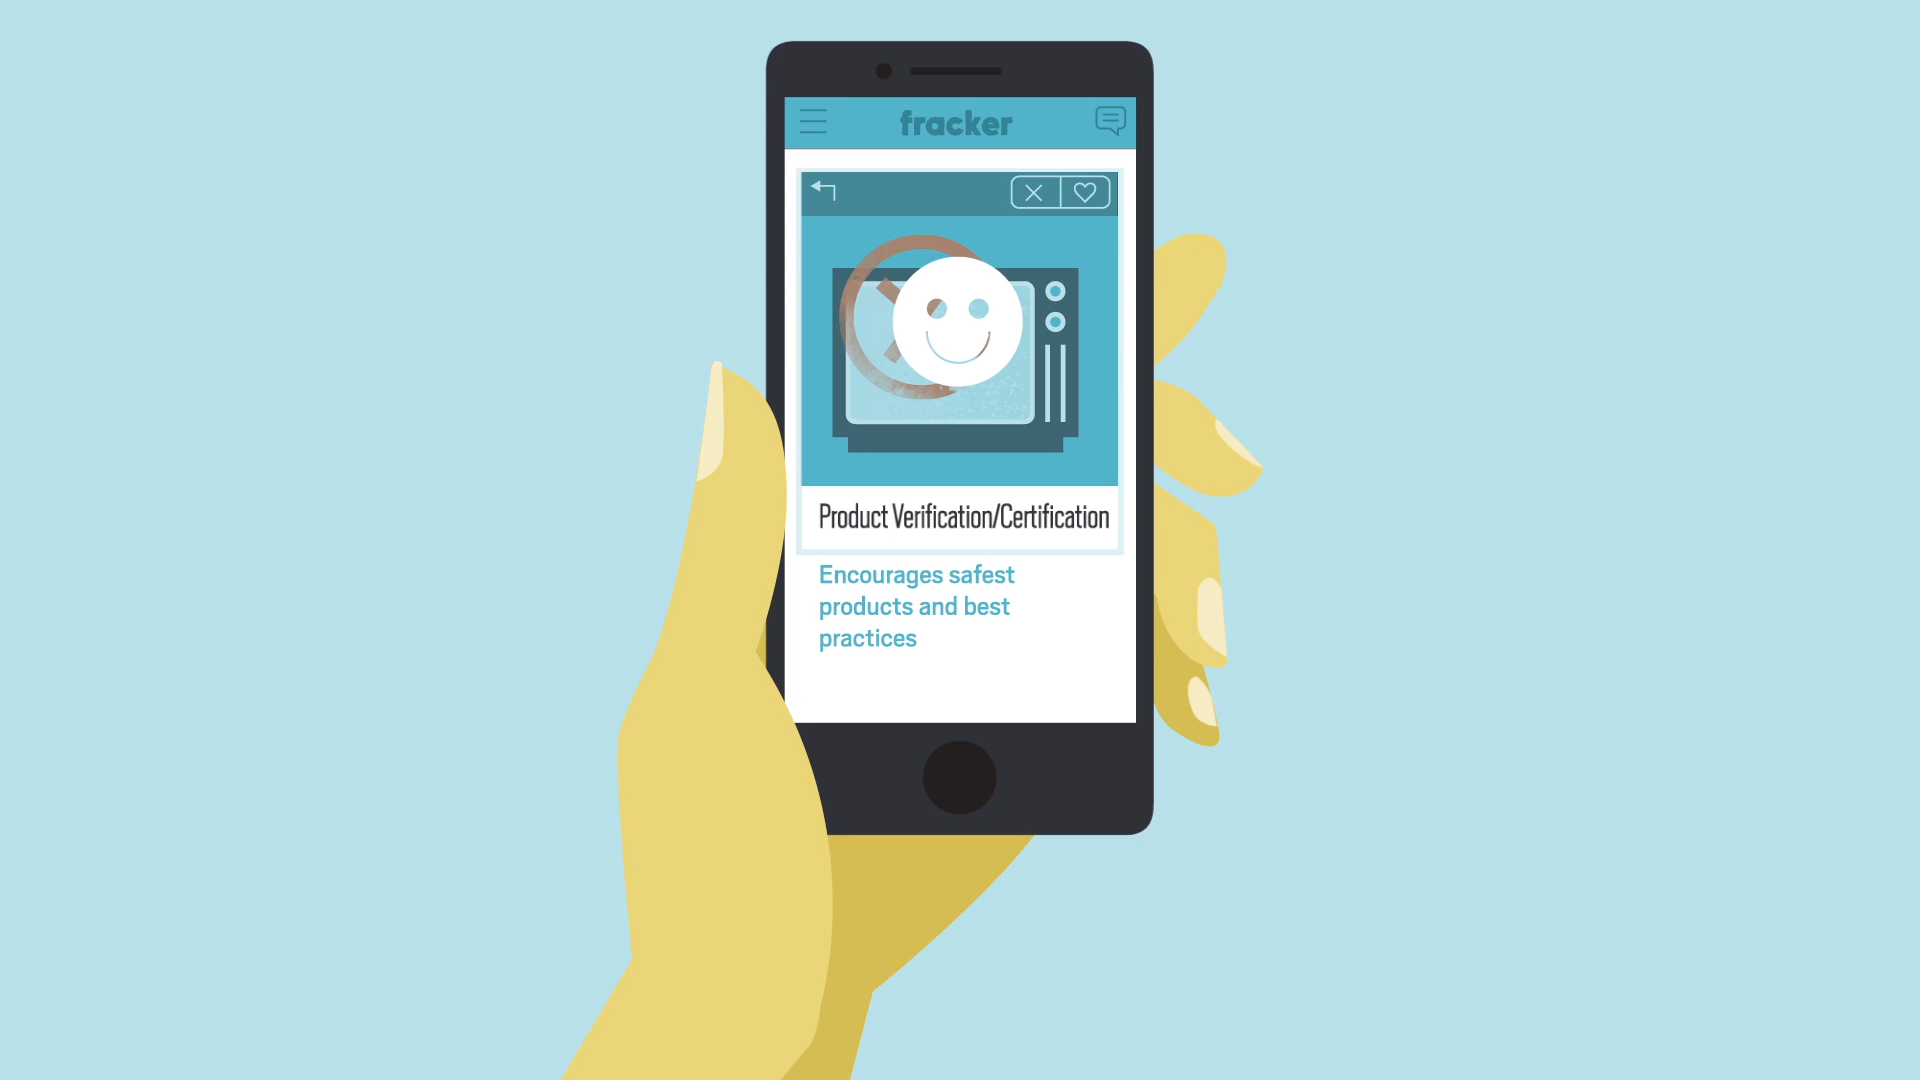 fracker
Product Verification/Certification
Encourages safest
products and best
practices